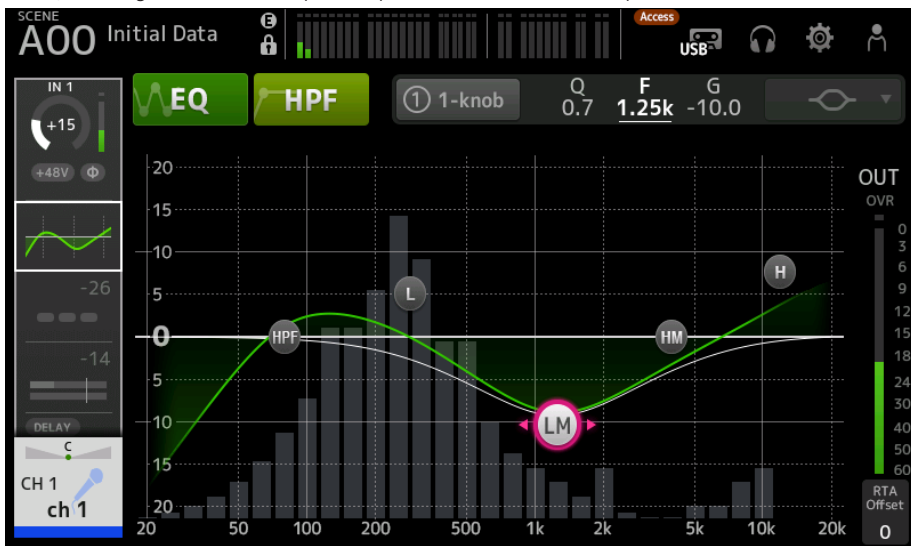 SCENE
A00 Initial Data
E
Access
USB
IN 1
+15
+48V Φ
-26
-14
DELAY
C
CH 1
ch 1
EQ
HPF
1 1-knob
Q F G
0.7 1.25k -10.0
20
15
10
5
0
5
10
15
20
HPF
L
LM
HM
H
20 50 100 200 500 1k 2k 5k 10k 20k
OUT
OVR
0
3
6
9
12
15
18
24
30
40
50
60
RTA
Offset
0